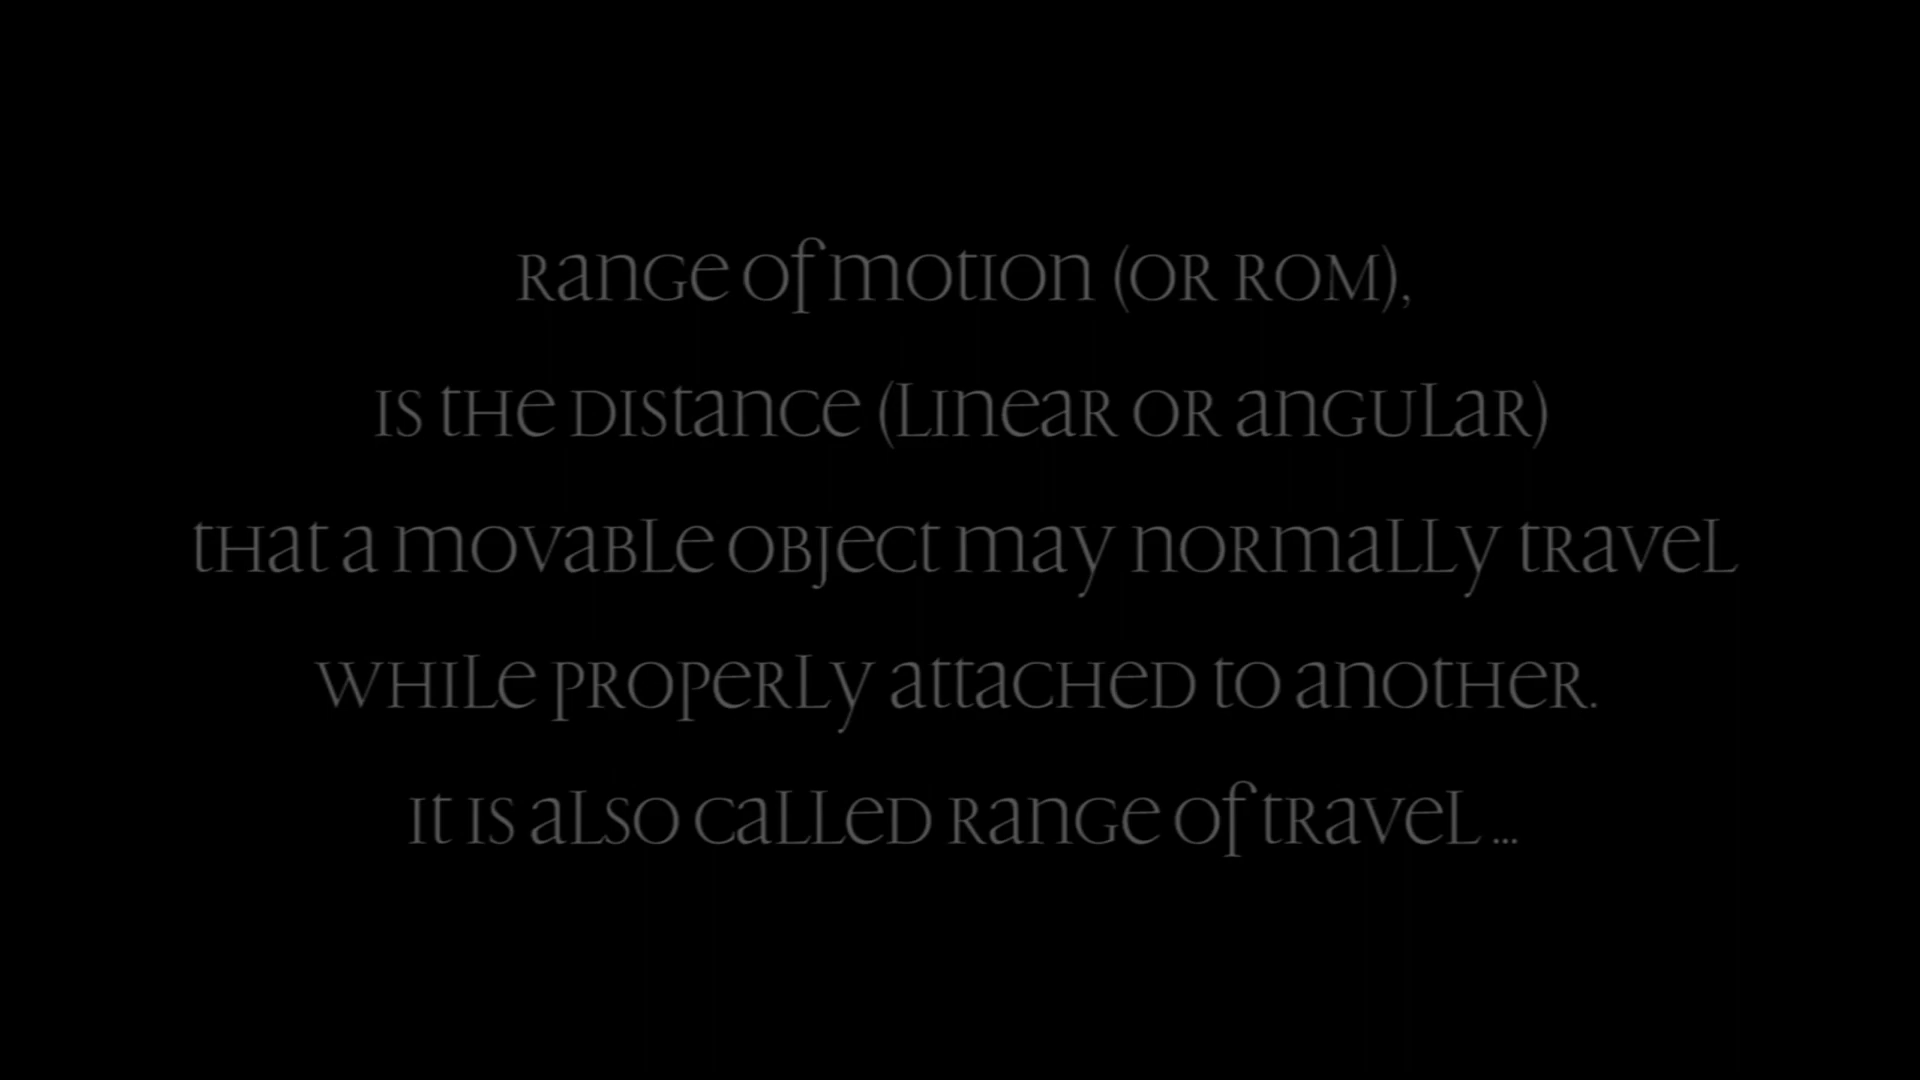 Range of motion (or ROM),
is the distance (linear or angular)
that a movable object may normally travel
while properly attached to another.
It is also called range of travel ...